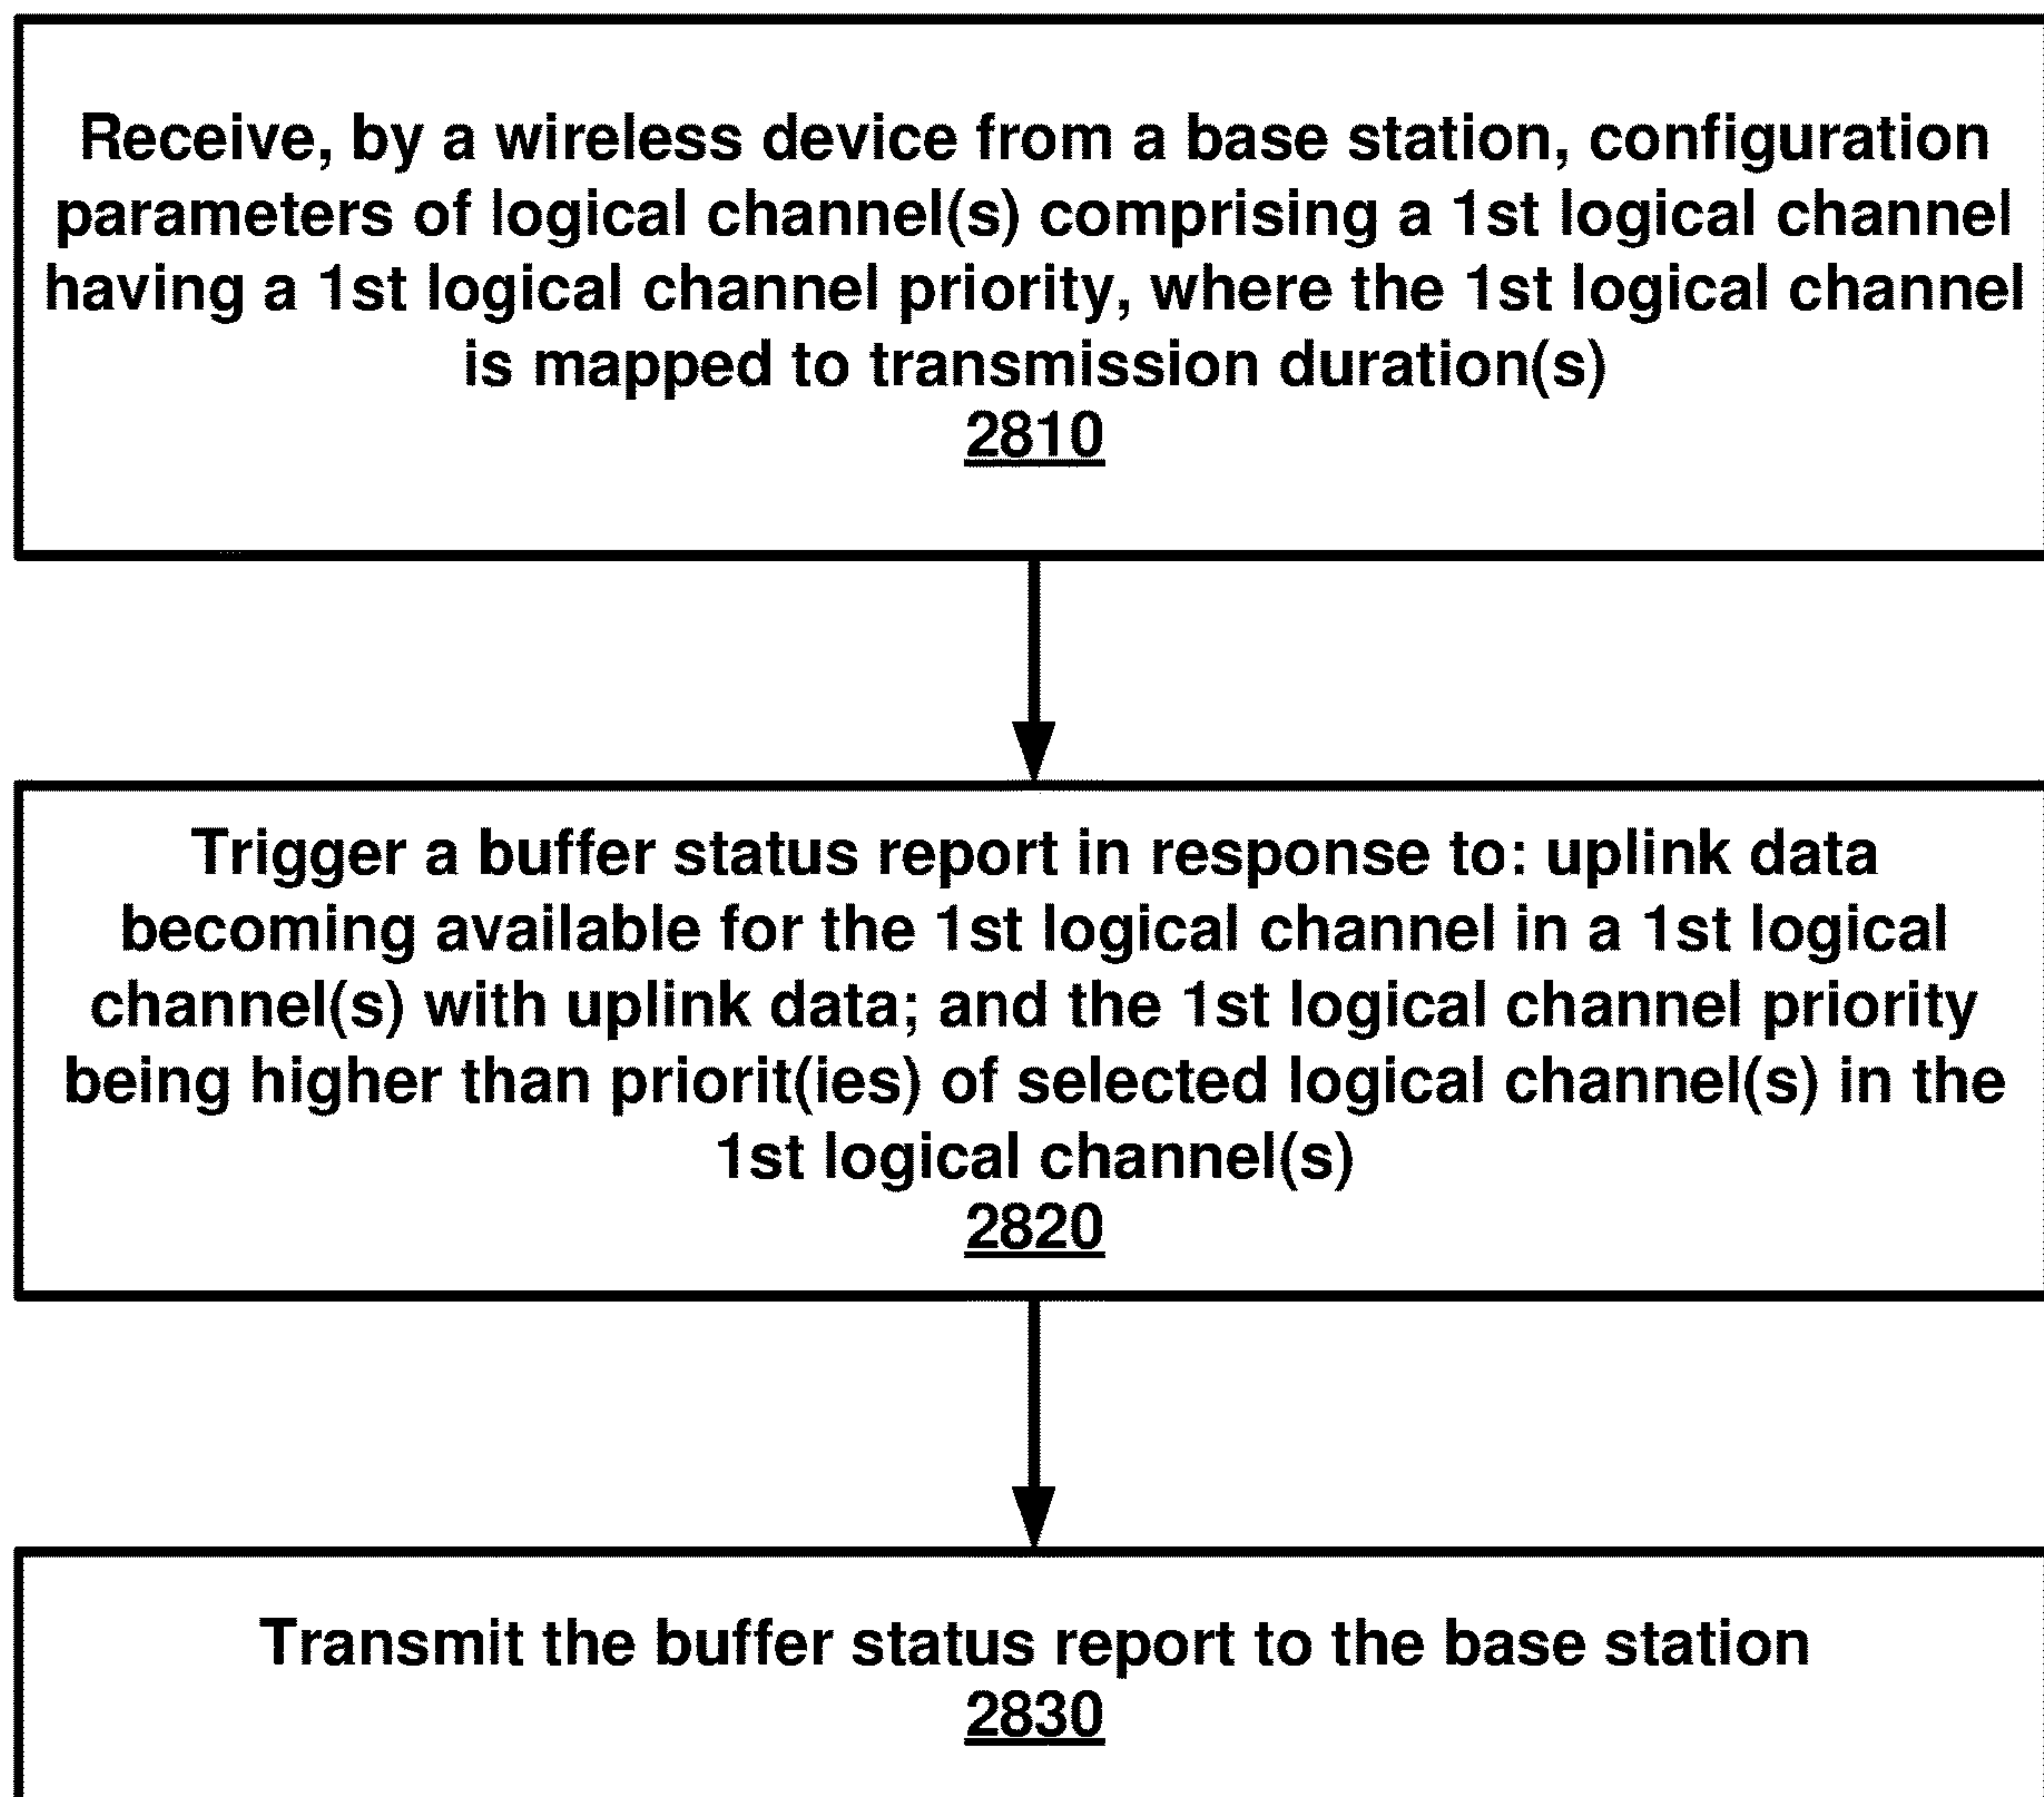 Receive, by a wireless device from a base station, configuration
parameters of logical channel(s) comprising a 1st logical channel
having a 1st logical channel priority, where the 1st logical channel
is mapped to transmission duration(s)
2810
Trigger a buffer status report in response to: uplink data
becoming available for the 1st logical channel in a 1st logical
channel(s) with uplink data; and the 1st logical channel priority
being higher than priorit(ies) of selected logical channel(s) in the
1st logical channel(s)
2820
Transmit the buffer status report to the base station
2830